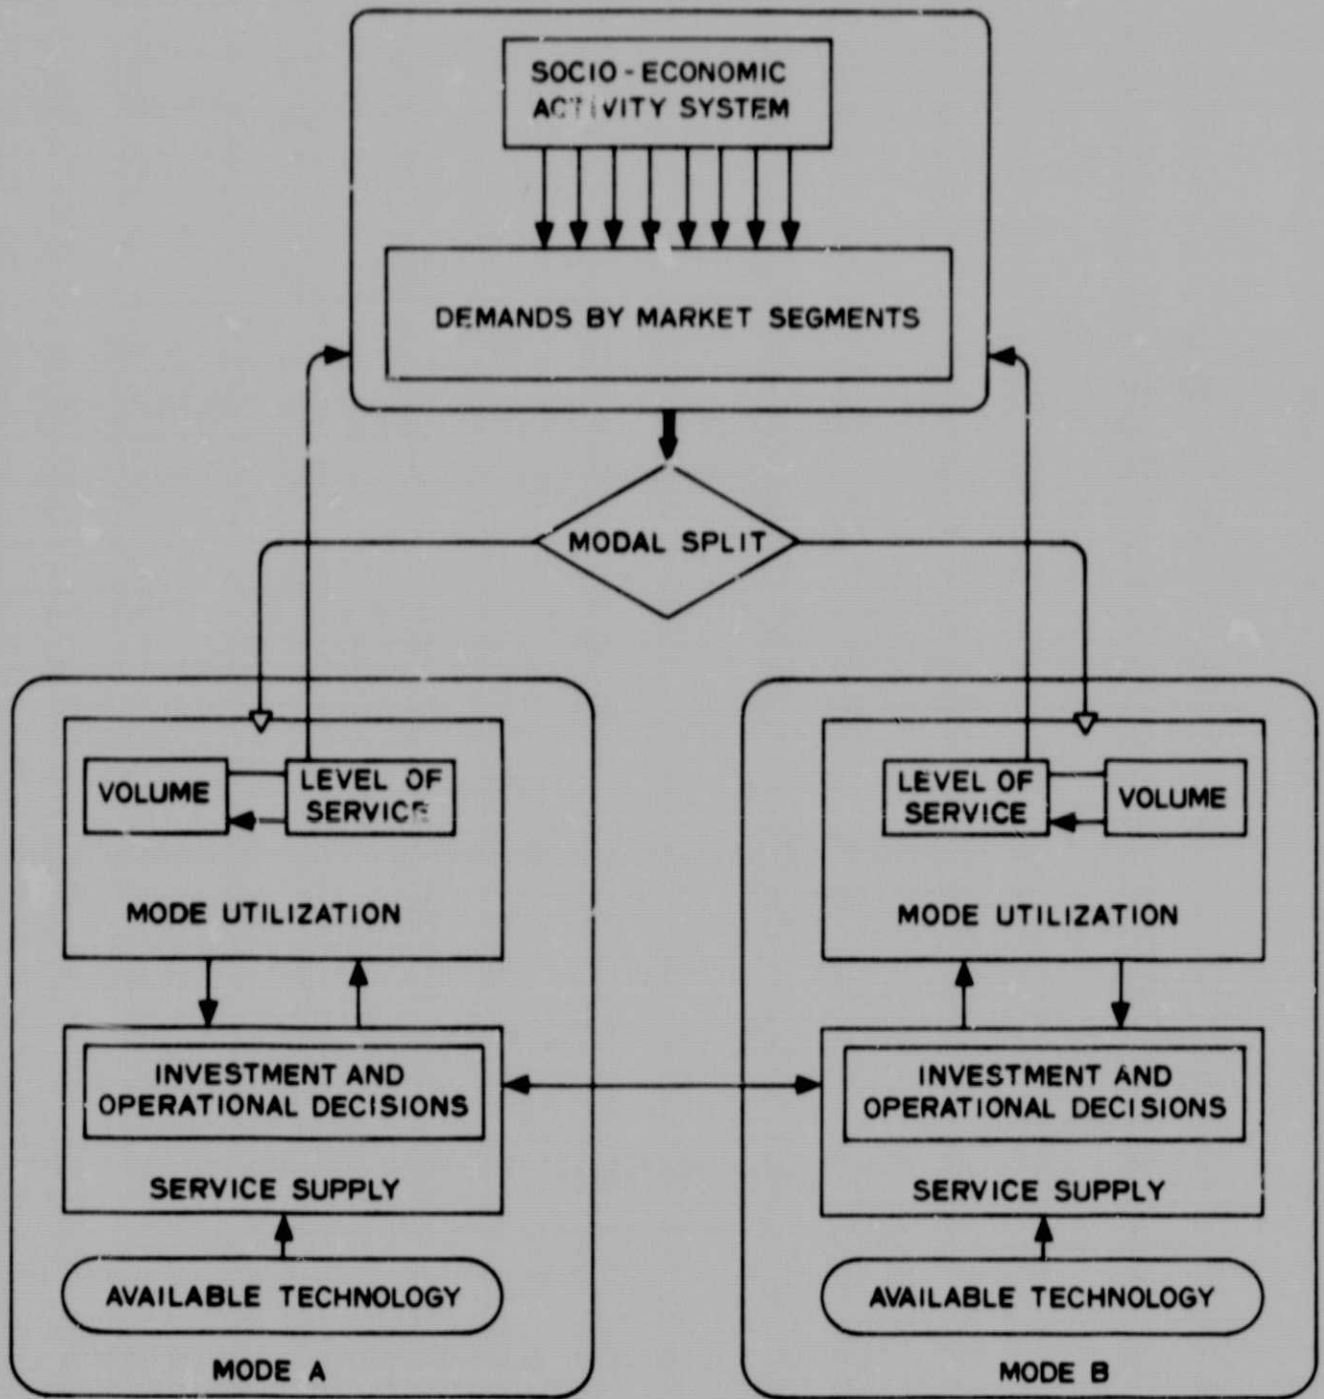 SOCIO-ECONOMIC
ACTIVITY SYSTEM
DEMANDS BY MARKET SEGMENTS
MODAL SPLIT
VOLUME
LEVEL OF
SERVICE
MODE UTILIZATION
INVESTMENT AND
OPERATIONAL DECISIONS
SERVICE SUPPLY
AVAILABLE TECHNOLOGY
MODE A
LEVEL OF
SERVICE
VOLUME
MODE UTILIZATION
INVESTMENT AND
OPERATIONAL DECISIONS
SERVICE SUPPLY
AVAILABLE TECHNOLOGY
MODE B